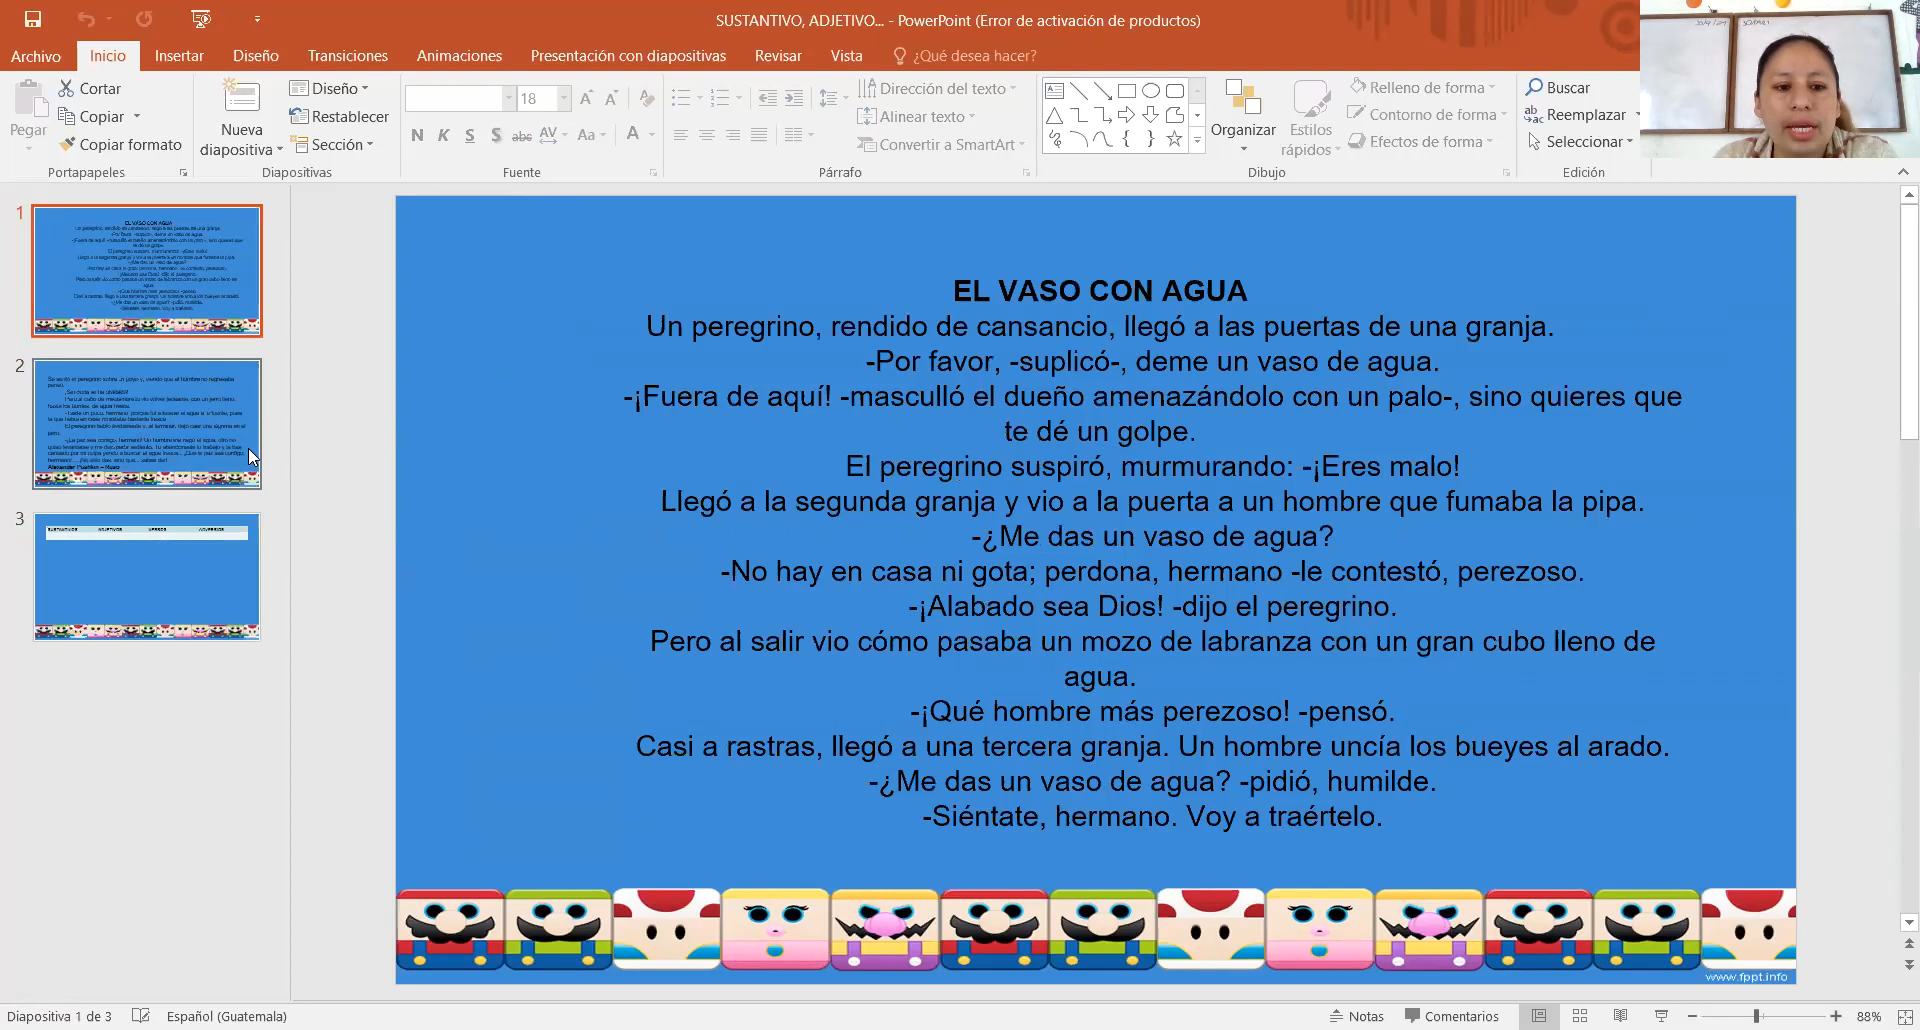 SUSTANTIVO, ADJETIVO... - PowerPoint (Error de activación de productos)
Archivo Inicio Insertar Diseño Transiciones Animaciones Presentación con diapositivas Revisar Vista ¿Qué desea hacer?
Pegar
Cortar
Copiar
Copiar formato
Portapapeles
Nueva diapositiva
Diseño
Restablecer
Sección
Diapositivas
18
N K S S abc AV Aa A
Fuente
Dirección del texto
Alinear texto
Convertir a SmartArt
Párrafo
Organizar
Estilos rápidos
Relleno de forma
Contorno de forma
Efectos de forma
Dibujo
Buscar
Reemplazar
Seleccionar
Edición
1
2
3
EL VASO CON AGUA
Un peregrino, rendido de cansancio, llegó a las puertas de una granja.
-Por favor, -suplicó-, deme un vaso de agua.
-¡Fuera de aquí! -masculló el dueño amenazándolo con un palo-, sino quieres que
te dé un golpe.
El peregrino suspiró, murmurando: -¡Eres malo!
Llegó a la segunda granja y vio a la puerta a un hombre que fumaba la pipa.
-¿Me das un vaso de agua?
-No hay en casa ni gota; perdona, hermano -le contestó, perezoso.
-¡Alabado sea Dios! -dijo el peregrino.
Pero al salir vio cómo pasaba un mozo de labranza con un gran cubo lleno de
agua.
-¡Qué hombre más perezoso! -pensó.
Casi a rastras, llegó a una tercera granja. Un hombre uncía los bueyes al arado.
-¿Me das un vaso de agua? -pidió, humilde.
-Siéntate, hermano. Voy a traértelo.
www.fppt.info
Diapositiva 1 de 3 Español (Guatemala) Notas Comentarios 88%